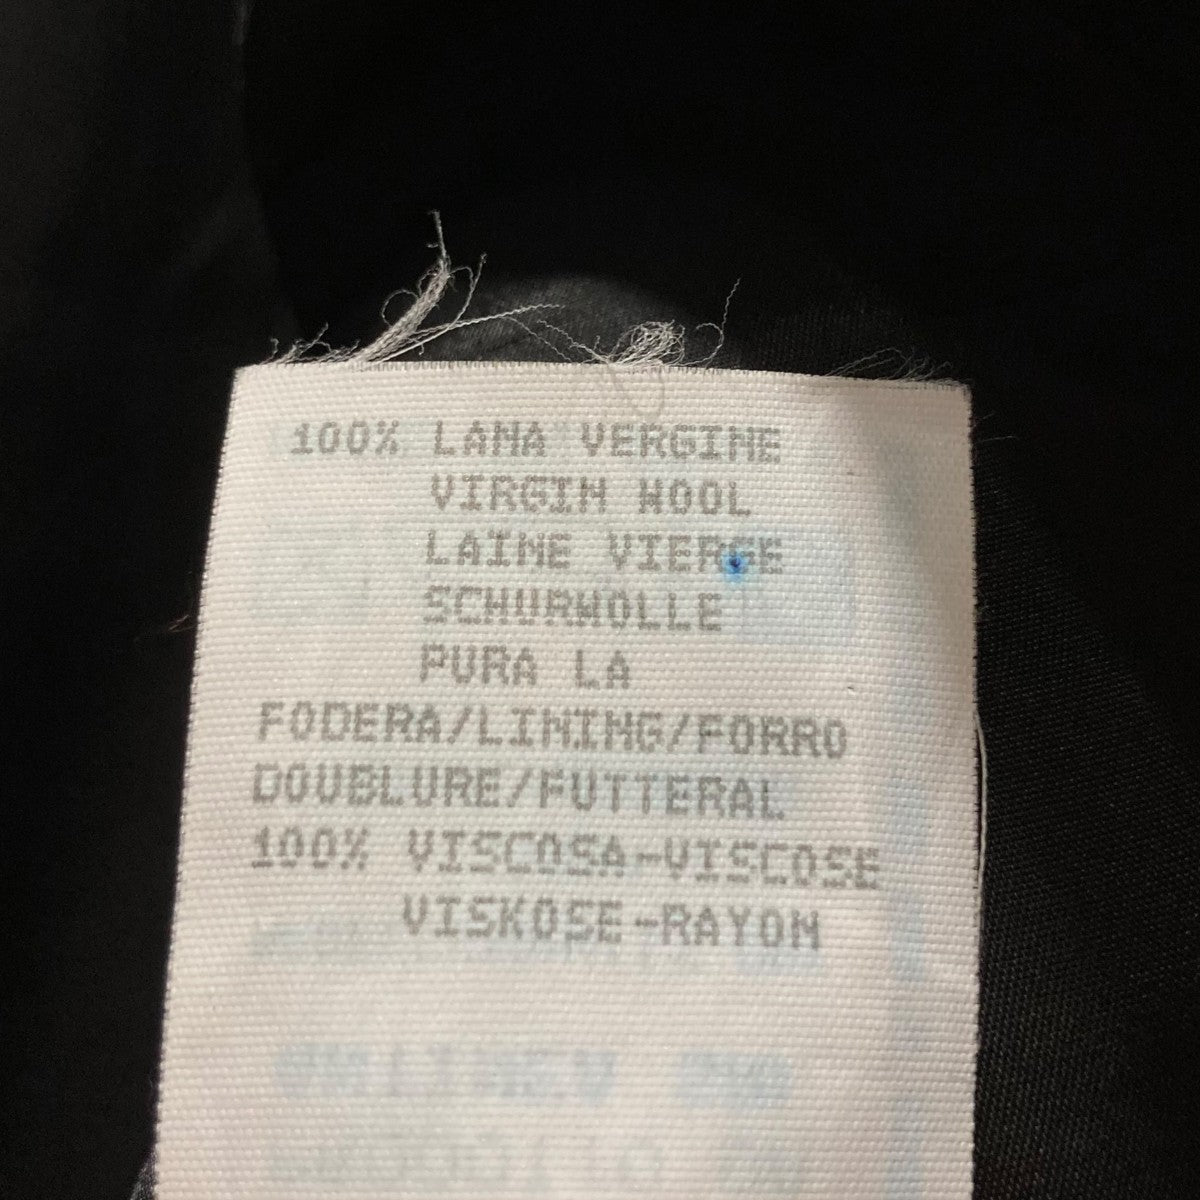 100% LANA VERGINE
VIRGIN WOOL
LAINE VIERGE
SCHURWOLLE
PURA LA
FODERA/LINING/FORRO
DOUBLURE/FUTTERAL
100% VISCOSA-VISCOSE
VISKOSE-RAYON